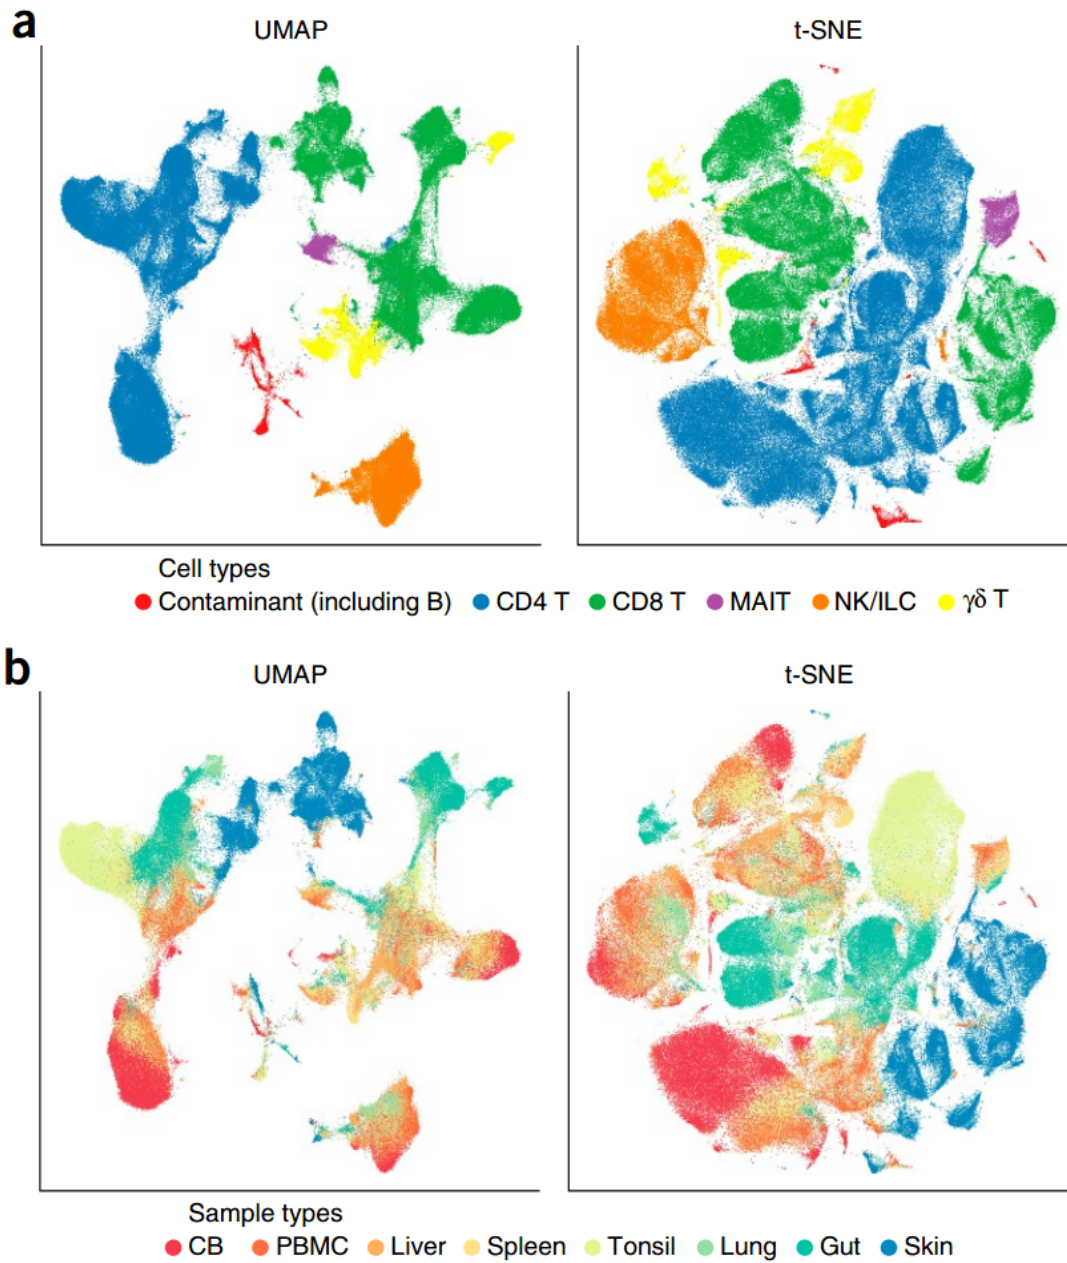 a
UMAP
t-SNE
Cell types
Contaminant (including B) CD4 T CD8 T MAIT NK/ILC γδ T
b
UMAP
t-SNE
Sample types
CB PBMC Liver Spleen Tonsil Lung Gut Skin